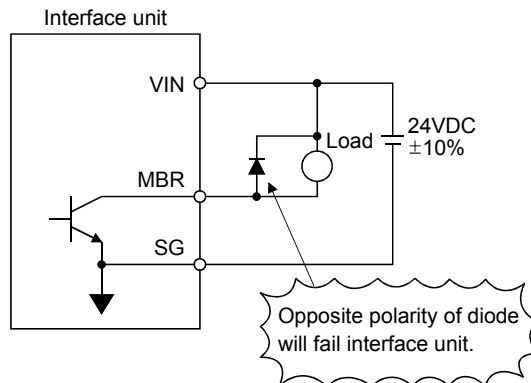 Interface unit
VIN
Load
24VDC
±10%
MBR
SG
Opposite polarity of diode
will fail interface unit.